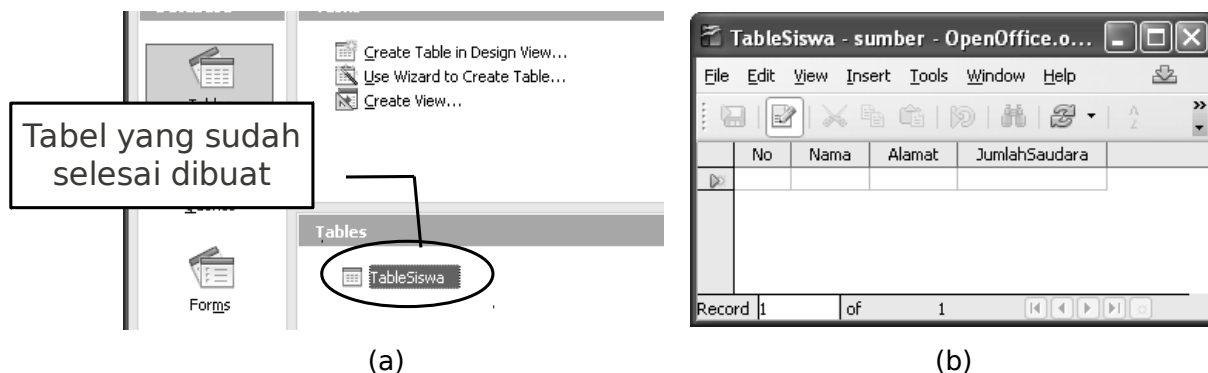 Create Table in Design View...
Use Wizard to Create Table...
Create View...
Tabel yang sudah
selesai dibuat
Tables
TableSiswa
Forms
(a)
TableSiswa - sumber - OpenOffice.o...
File Edit View Insert Tools Window Help
No Nama Alamat JumlahSaudara
Record 1 of 1
(b)